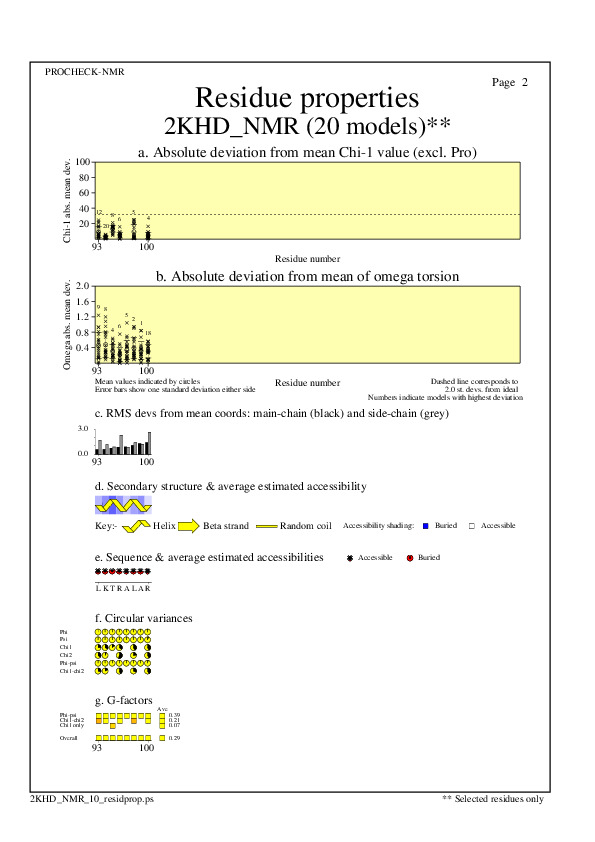 PROCHECK-NMR
Page 2
Residue properties
2KHD_NMR (20 models)**
a. Absolute deviation from mean Chi-1 value (excl. Pro)
Chi-1 abs. mean dev.
100
80
60
40
20
93 100
Residue number
b. Absolute deviation from mean of omega torsion
Omega abs. mean dev.
2.0
1.6
1.2
0.8
0.4
93 100
Residue number
Mean values indicated by circles
Error bars show one standard deviation either side
Dashed line corresponds to
2.0 st. devs. from ideal
Numbers indicate models with highest deviation
c. RMS devs from mean coords: main-chain (black) and side-chain (grey)
3.0
0.0
93 100
d. Secondary structure & average estimated accessibility
Key:- Helix Beta strand Random coil Accessibility shading: Buried Accessible
e. Sequence & average estimated accessibilities Accessible Buried
L K T R A L A R
f. Circular variances
Phi
Psi
Chi1
Chi2
Phi-psi
Chi1-chi2
g. G-factors
Ave
Phi-psi 0.39
Chi1-chi2 0.21
Chi1 only 0.07
Overall 0.29
93 100
2KHD_NMR_10_residprop.ps
** Selected residues only